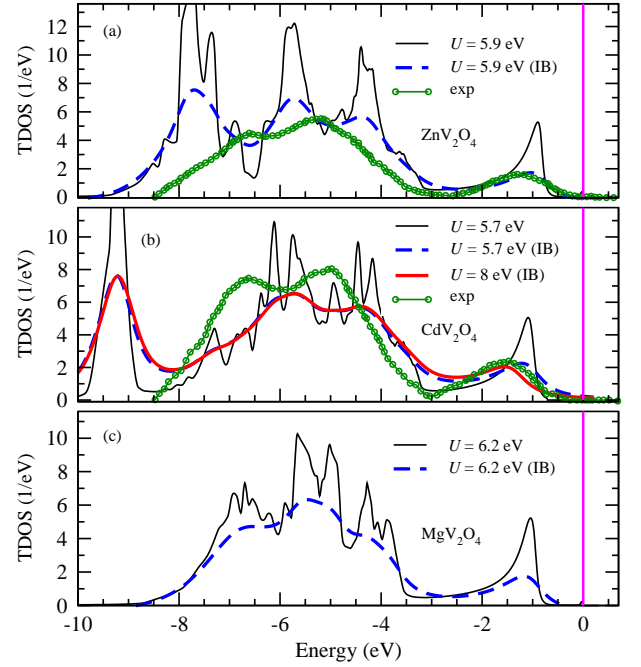 (a)
U = 5.9 eV
U = 5.9 eV (IB)
exp
ZnV₂O₄
TDOS (1/eV)
12
10
8
6
4
2
0
(b)
U = 5.7 eV
U = 5.7 eV (IB)
U = 8 eV (IB)
exp
CdV₂O₄
TDOS (1/eV)
10
8
6
4
2
0
(c)
U = 6.2 eV
U = 6.2 eV (IB)
MgV₂O₄
TDOS (1/eV)
10
8
6
4
2
0
-10 -8 -6 -4 -2 0
Energy (eV)